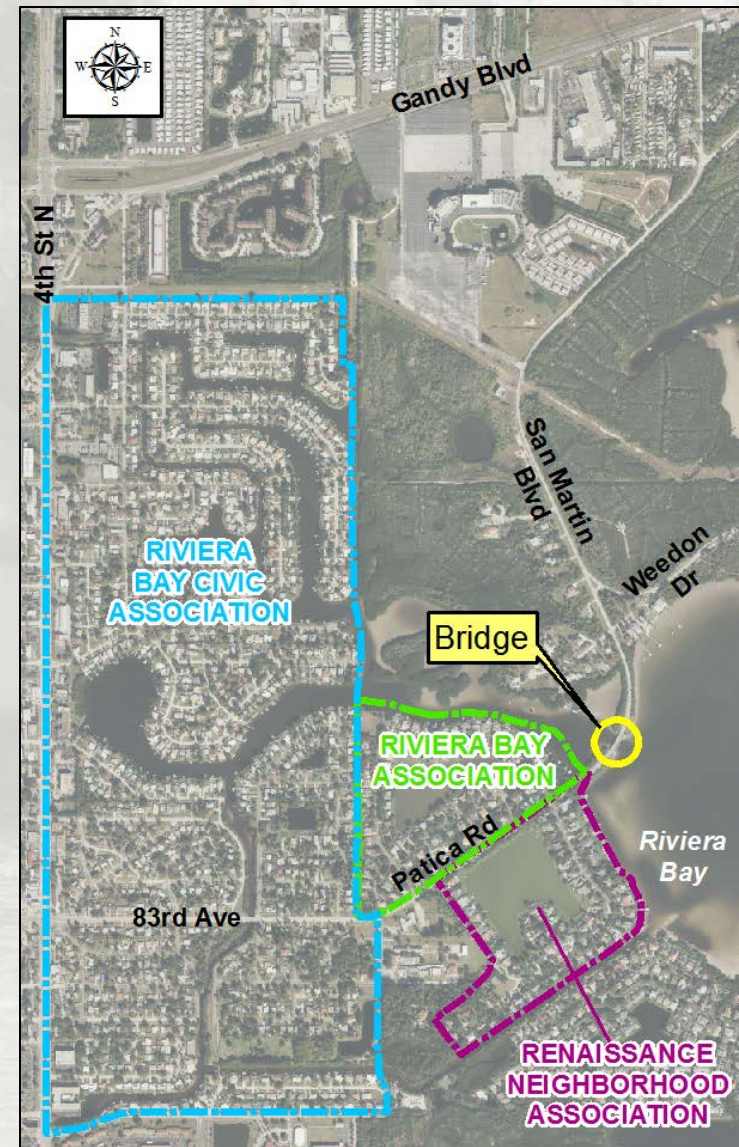 N
W E
S
Gandy Blvd
4th St N
San Martin
Blvd
Weedon
Dr
RIVIERA
BAY CIVIC
ASSOCIATION
Bridge
RIVIERA BAY
ASSOCIATION
Patica Rd
Riviera
Bay
83rd Ave
RENAISSANCE
NEIGHBORHOOD
ASSOCIATION